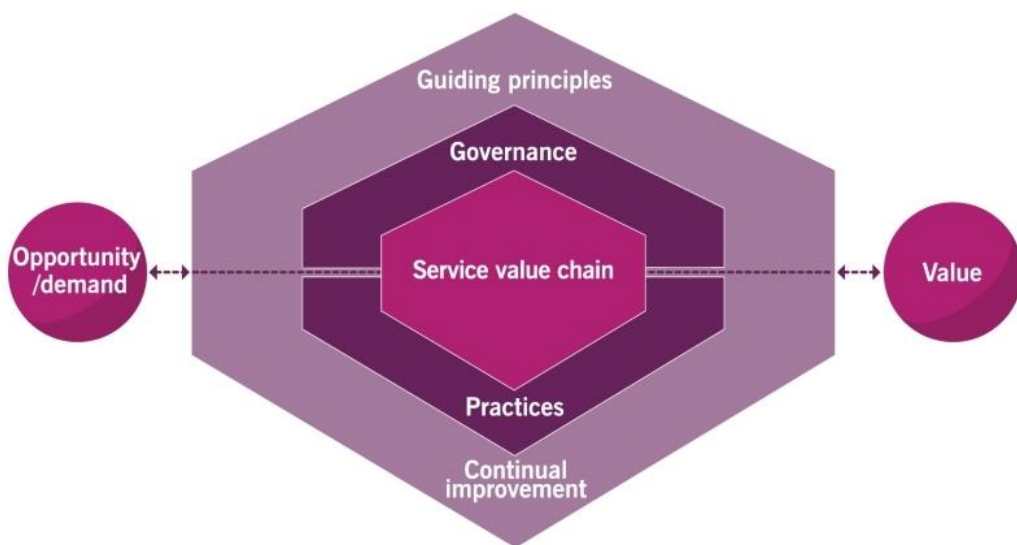 Guiding principles
Governance
Opportunity
/demand
Service value chain
Value
Practices
Continual
improvement